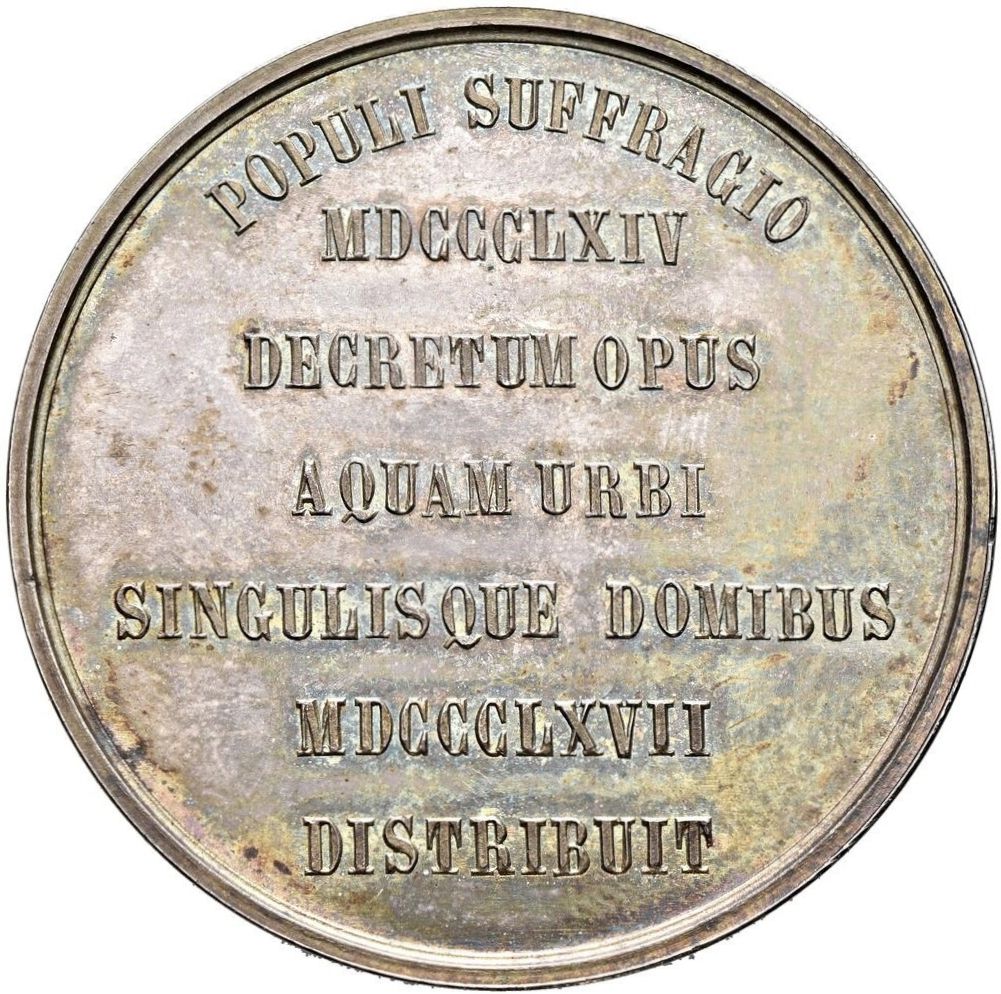 POPULI SUFFRAGIO
MDCCCLXIV
DECRETUM OPUS
AQUAM URBI
SINGULISQUE DOMIBUS
MDCCCLXVII
DISTRIBUIT